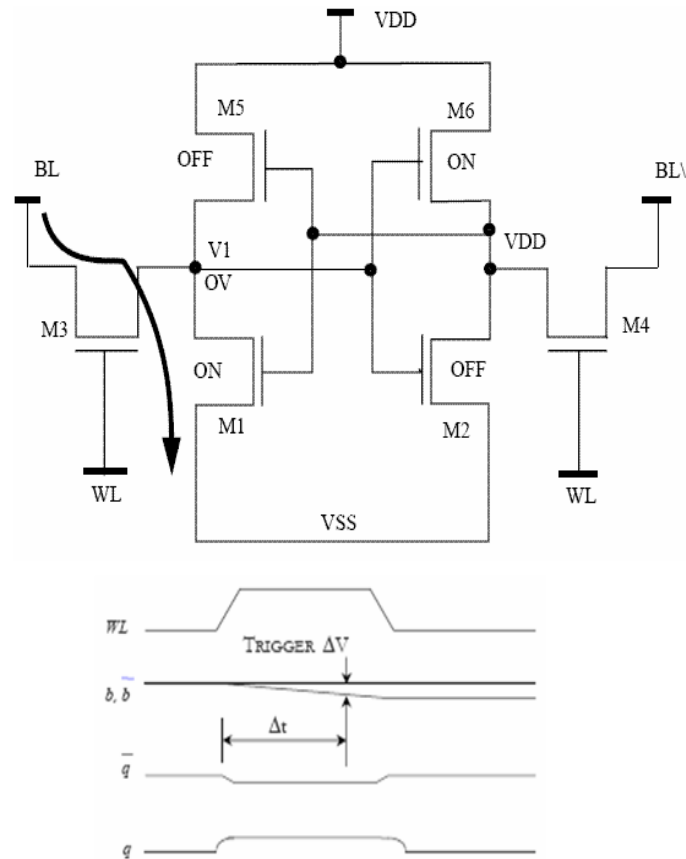 VDD
M5
M6
OFF
ON
BL
BL\
V1
VDD
OV
M3
M4
ON
OFF
M1
M2
WL
WL
VSS
WL
TRIGGER ΔV
b, b̅
Δt
q̅
q